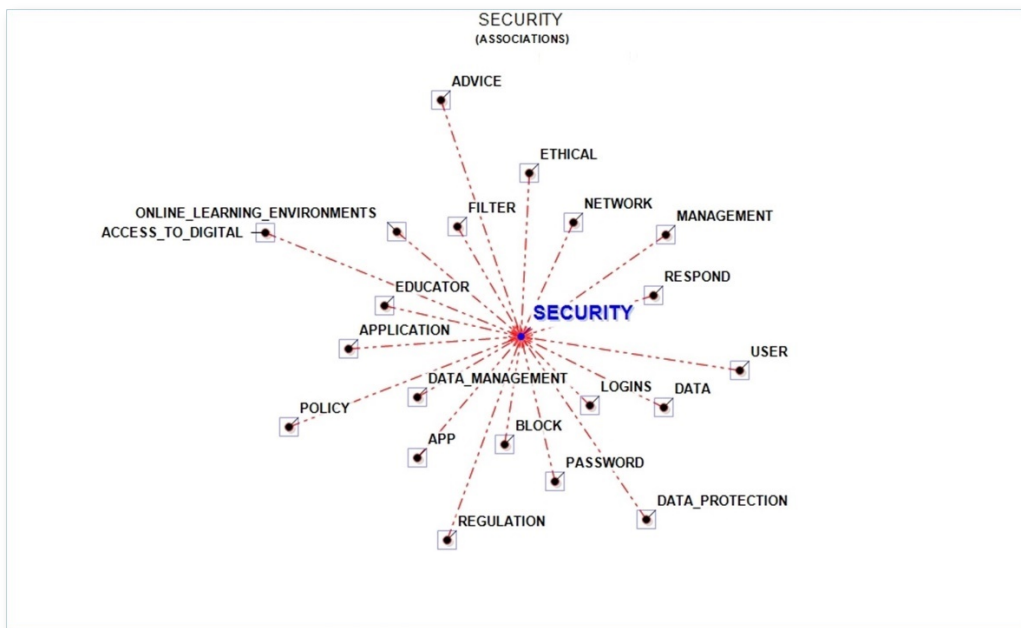 SECURITY
(ASSOCIATIONS)
ADVICE
ETHICAL
FILTER
NETWORK
ONLINE_LEARNING_ENVIRONMENTS
MANAGEMENT
ACCESS_TO_DIGITAL
RESPOND
EDUCATOR
SECURITY
APPLICATION
USER
DATA_MANAGEMENT
LOGINS
DATA
POLICY
BLOCK
APP
PASSWORD
DATA_PROTECTION
REGULATION